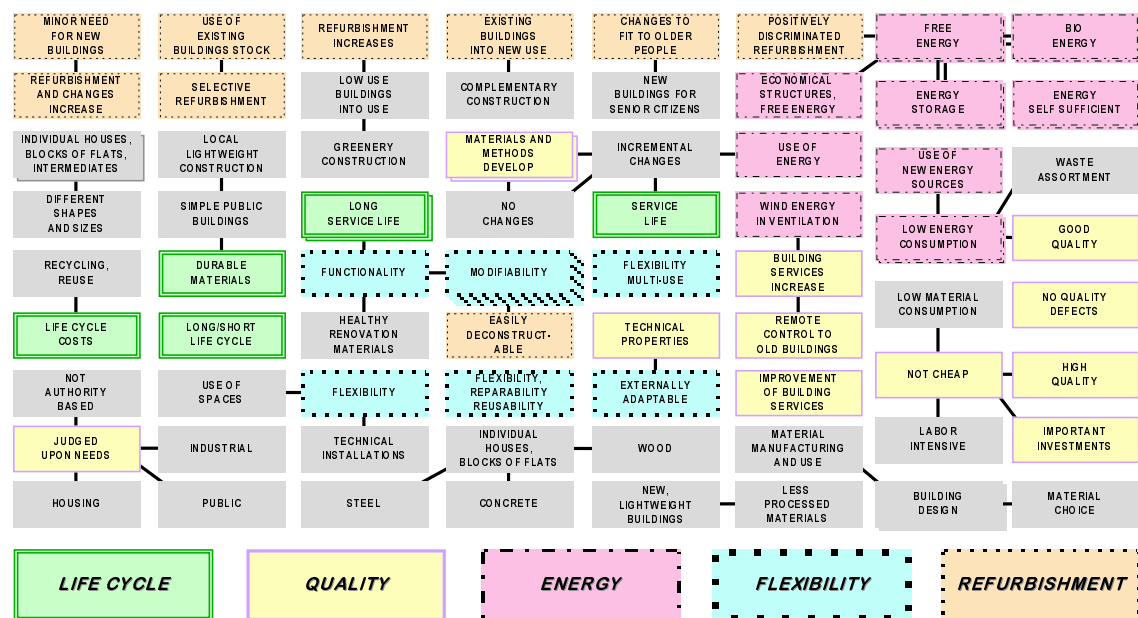 MINOR NEED
FOR NEW
BUILDINGS
USE OF
EXISTING
BUILDINGS STOCK
REFURBISHMENT
INCREASES
EXISTING
BUILDINGS
INTO NEW USE
CHANGES TO
FIT TO OLDER
PEOPLE
POSITIVELY
DISCRIMINATED
REFURBISHMENT
FREE
ENERGY
BIO
ENERGY
REFURBISHMENT
AND CHANGES
INCREASE
SELECTIVE
REFURBISHMENT
LOW USE
BUILDINGS
INTO USE
COMPLEMENTARY
CONSTRUCTION
NEW
BUILDINGS FOR
SENIOR CITIZENS
ECONOMICAL
STRUCTURES,
FREE ENERGY
ENERGY
STORAGE
ENERGY
SELF SUFFICIENT
INDIVIDUAL HOUSES,
BLOCKS OF FLATS,
INTERMEDIATES
LOCAL
LIGHTWEIGHT
CONSTRUCTION
GREENERY
CONSTRUCTION
MATERIALS AND
METHODS
DEVELOP
INCREMENTAL
CHANGES
USE OF
ENERGY
USE OF
NEW ENERGY
SOURCES
WASTE
ASSORTMENT
DIFFERENT
SHAPES
AND SIZES
SIMPLE PUBLIC
BUILDINGS
LONG
SERVICE LIFE
NO
CHANGES
SERVICE
LIFE
WIND ENERGY
IN VENTILATION
LOW ENERGY
CONSUMPTION
GOOD
QUALITY
RECYCLING,
REUSE
DURABLE
MATERIALS
FUNCTIONALITY
MODIFIABILITY
FLEXIBILITY
MULTI-USE
BUILDING
SERVICES
INCREASE
LOW MATERIAL
CONSUMPTION
NO QUALITY
DEFECTS
LIFE CYCLE
COSTS
LONG/SHORT
LIFE CYCLE
HEALTHY
RENOVATION
MATERIALS
EASILY
DECONSTRUCT-
ABLE
TECHNICAL
PROPERTIES
REMOTE
CONTROL TO
OLD BUILDINGS
NOT CHEAP
HGH
QUALITY
NOT
AUTHORITY
BASED
USE OF
SPACES
FLEXIBILITY
FLEXIBILITY,
REPARABILITY
REUSABILITY
EXTERNALLY
ADAPTABLE
IMPROVEMENT
OF BUILDING
SERVICES
LABOR
INTENSIVE
IMPORTANT
INVESTMENTS
JUDGED
UPON NEEDS
INDUSTRIAL
TECHNICAL
INSTALLATIONS
INDIVIDUAL
HOUSES,
BLOCKS OF FLATS
WOOD
MATERIAL
MANUFACTURING
AND USE
HOUSING
PUBLIC
STEEL
CONCRETE
NEW,
LIGHTWEIGHT
BUILDINGS
LESS
PROCESSED
MATERIALS
BUILDING
DESIGN
MATERIAL
CHOICE
LIFE CYCLE
QUALITY
ENERGY
FLEXIBILITY
REFURBISHMENT